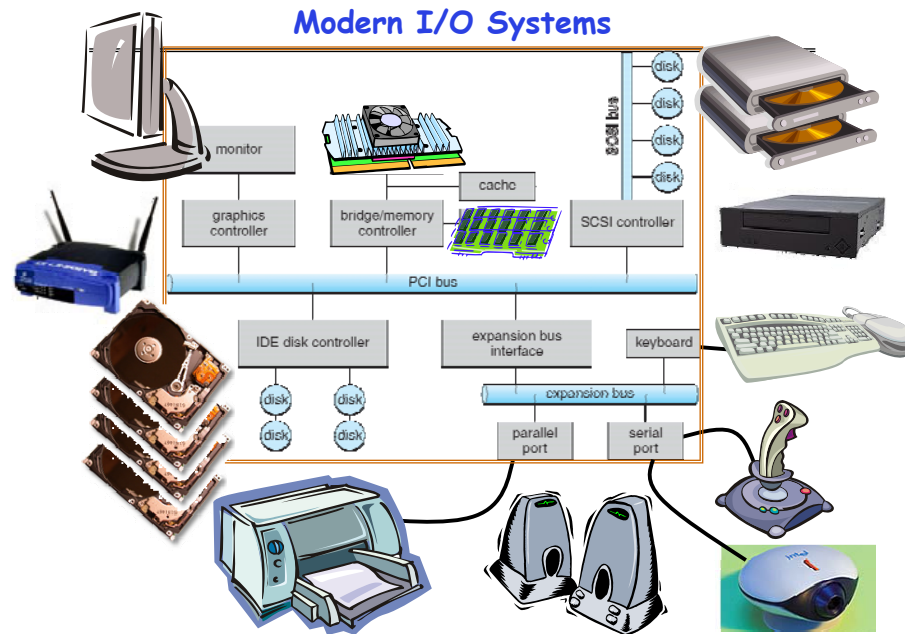 Modern I/O Systems
disk
disk
disk
disk
SCSI bus
monitor
cache
graphics
controller
bridge/memory
controller
SCSI controller
PCI bus
IDE disk controller
expansion bus
interface
keyboard
disk
disk
disk
disk
expansion bus
parallel
port
serial
port
intel